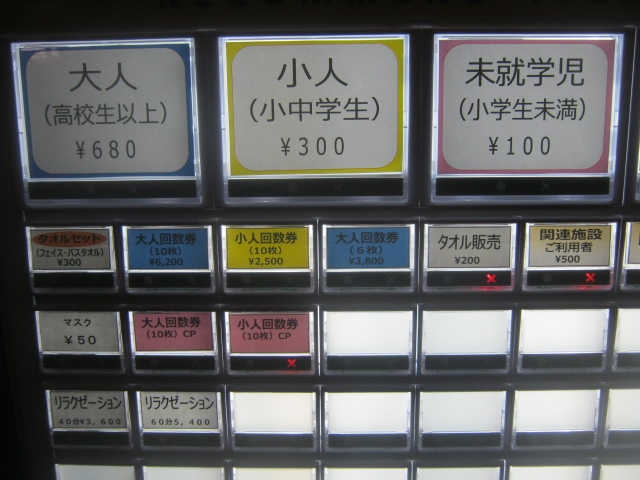 大人
(高校生以上)
¥680
小人
(小中学生)
¥300
未就学児
(小学生未満)
¥100
タオルセット
(フェイス・バスタオル)
¥300
大人回数券
(10枚)
¥6,200
小人回数券
(10枚)
¥2,500
大人回数券
(6枚)
¥3,800
タオル販売
¥200
関連施設
ご利用者
¥500
マスク
¥50
大人回数券
(10枚)CP
小人回数券
(10枚)CP
リラクゼーション
40分¥3,600
リラクゼーション
60分5,400